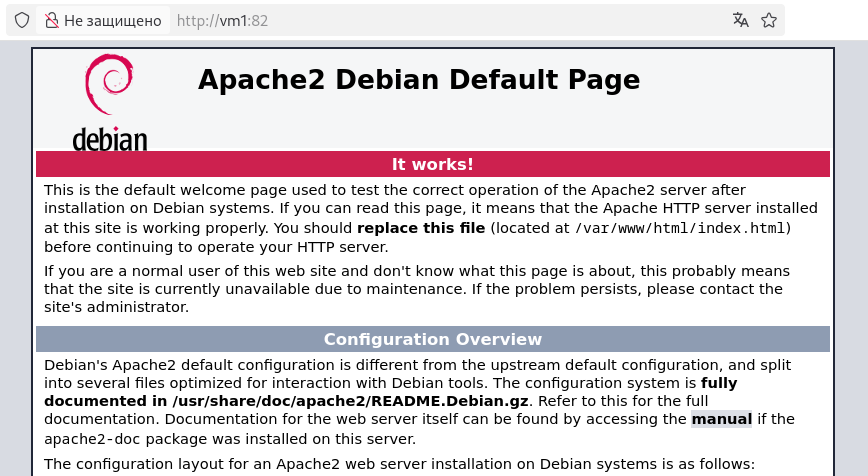 Не защищено http://vm1:82
Apache2 Debian Default Page
debian
It works!
This is the default welcome page used to test the correct operation of the Apache2 server after
installation on Debian systems. If you can read this page, it means that the Apache HTTP server installed
at this site is working properly. You should replace this file (located at /var/www/html/index.html)
before continuing to operate your HTTP server.
If you are a normal user of this web site and don't know what this page is about, this probably means
that the site is currently unavailable due to maintenance. If the problem persists, please contact the
site's administrator.
Configuration Overview
Debian's Apache2 default configuration is different from the upstream default configuration, and split
into several files optimized for interaction with Debian tools. The configuration system is fully
documented in /usr/share/doc/apache2/README.Debian.gz. Refer to this for the full
documentation. Documentation for the web server itself can be found by accessing the manual if the
apache2-doc package was installed on this server.
The configuration layout for an Apache2 web server installation on Debian systems is as follows: